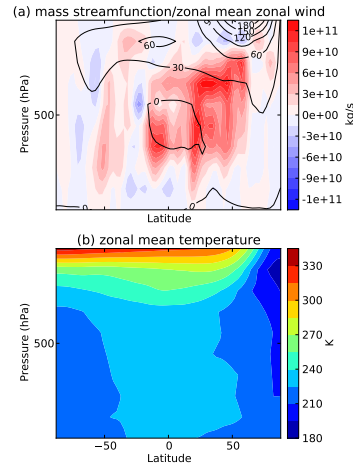 (a) mass streamfunction/zonal mean zonal wind
Pressure (hPa)
500
60
30
0
180
150
120
60
0
0
1e+11
9e+10
6e+10
3e+10
0e+00
-3e+10
-6e+10
-9e+10
-1e+11
kg/s
Latitude
(b) zonal mean temperature
Pressure (hPa)
500
330
300
270
240
210
180
K
−50
0
50
Latitude